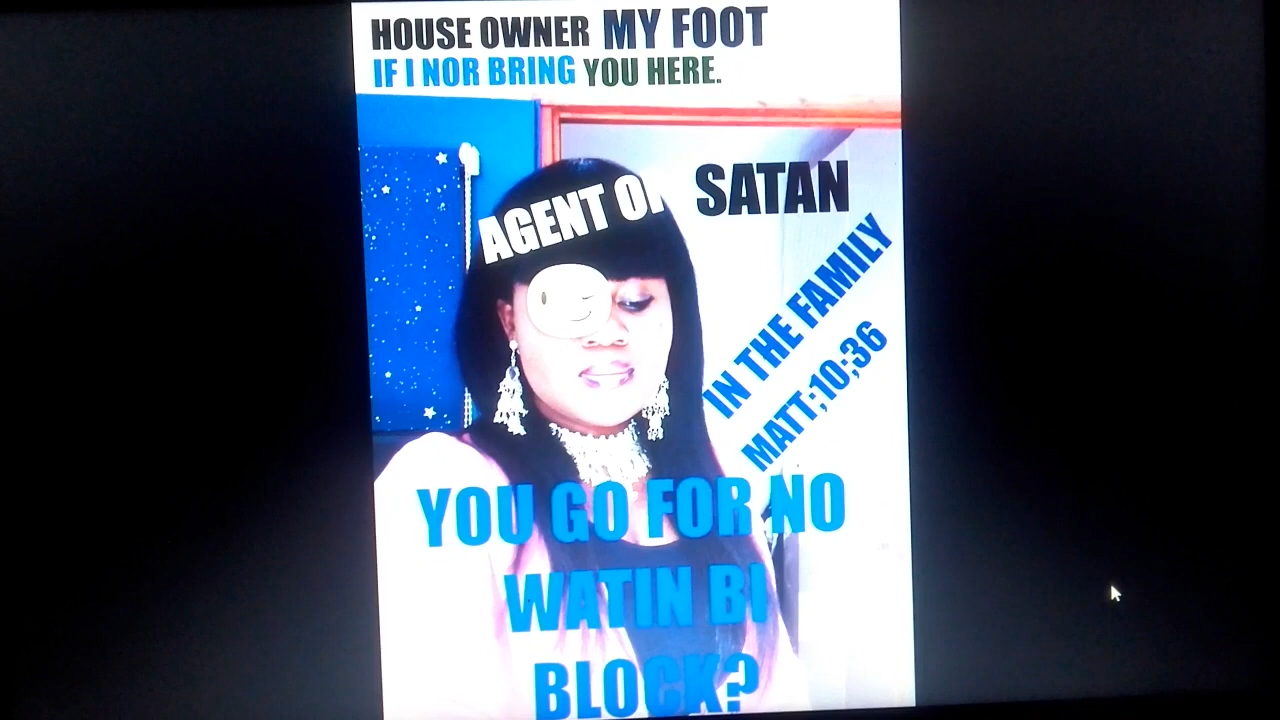 HOUSE OWNER MY FOOT
IF I NOR BRING YOU HERE.
AGENT OF SATAN
IN THE FAMILY
MATT;10;36
YOU GO FOR NO
WATIN BI
BLOCK?